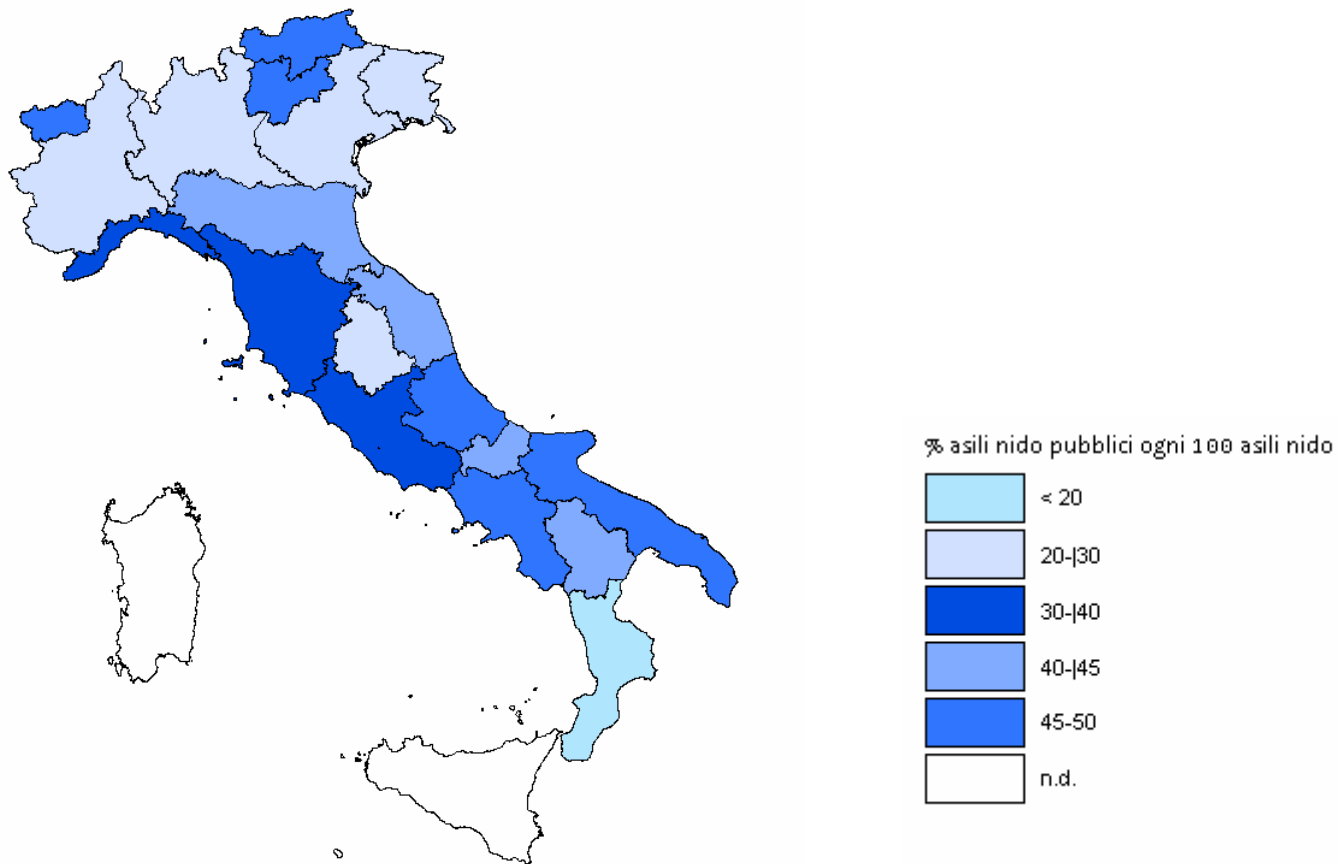 % asili nido pubblici ogni 100 asili nido
< 20
20-|30
30-|40
40-|45
45-50
n.d.